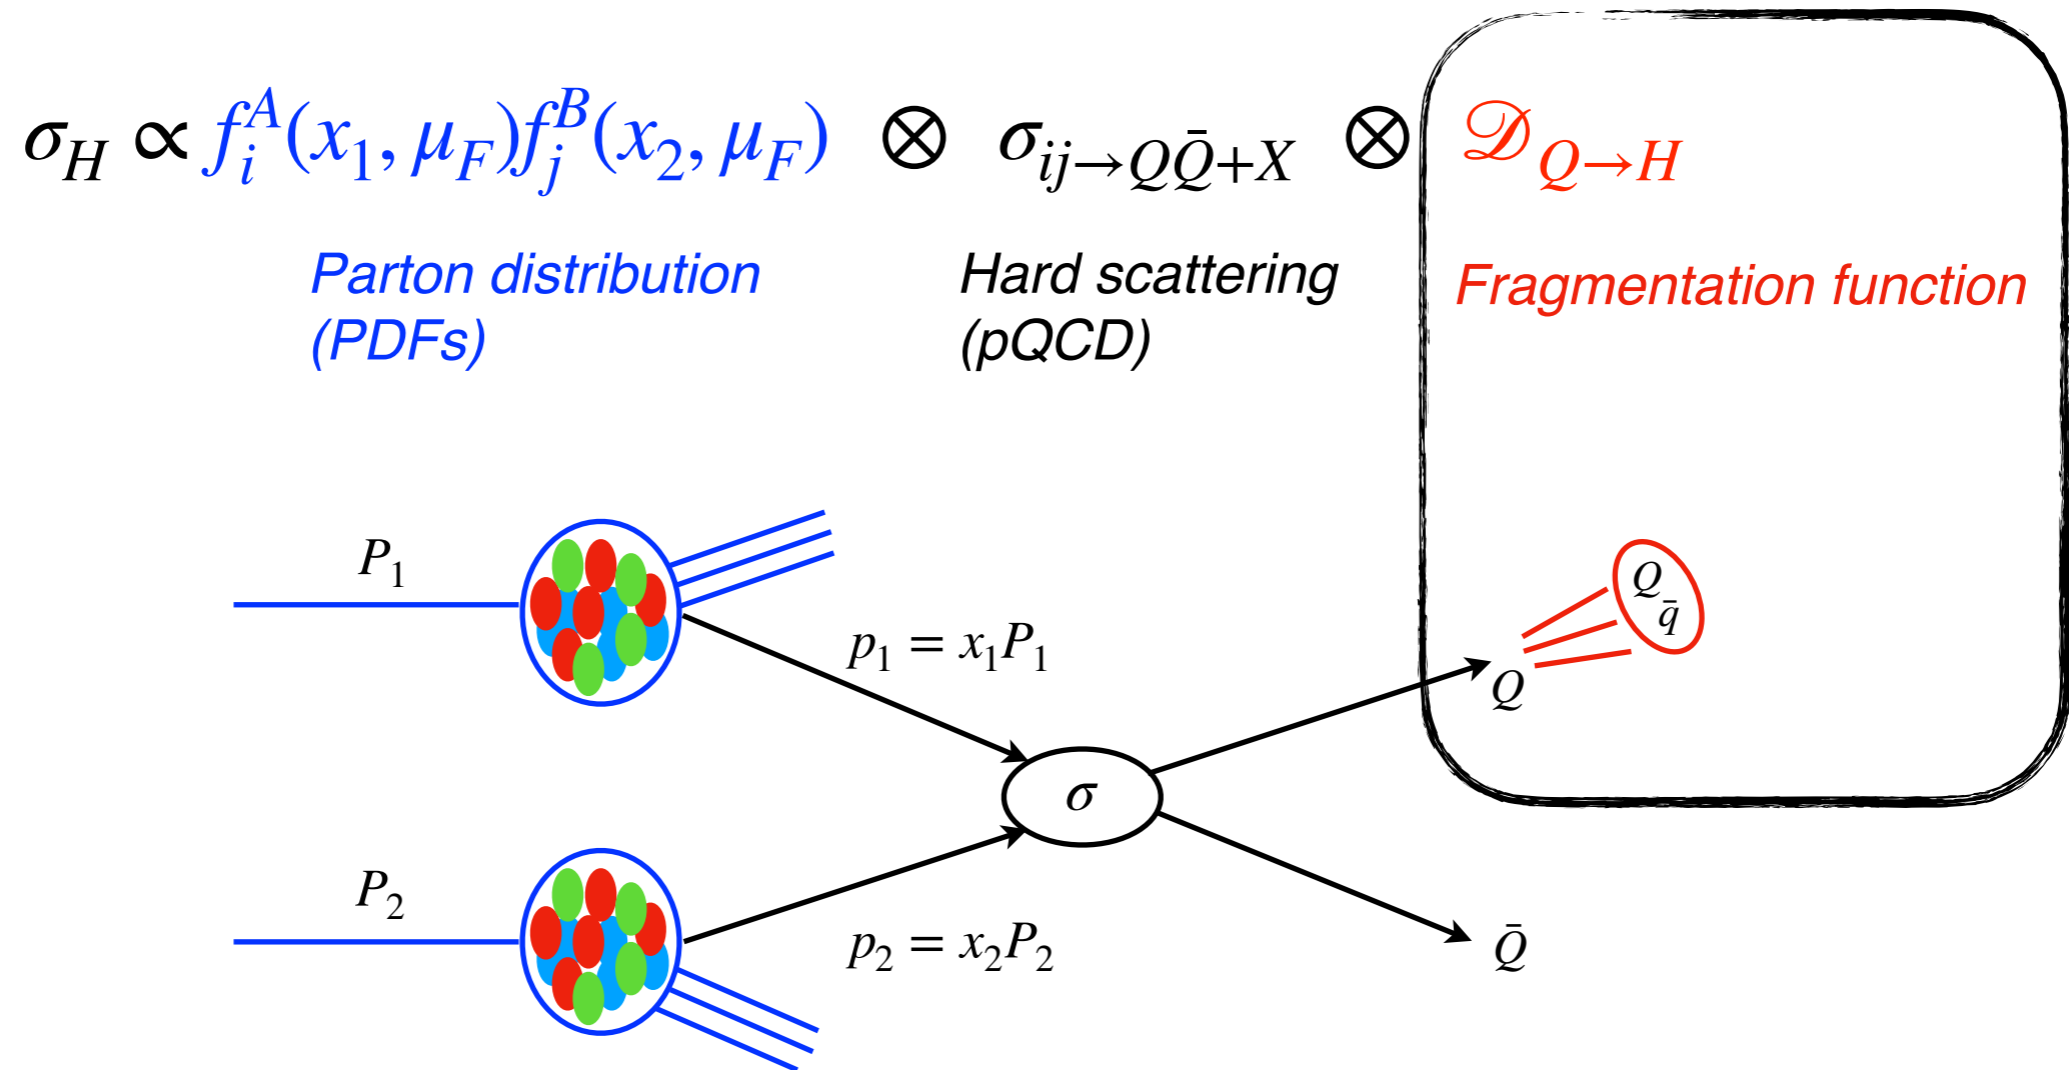 σ_H ∝ f_i^A(x_1, μ_F) f_j^B(x_2, μ_F) ⊗ σ_{ij→QQ̄+X} ⊗ 𝒟_{Q→H}
Parton distribution
(PDFs)
Hard scattering
(pQCD)
Fragmentation function
P_1
Q
q̄
p_1 = x_1P_1
Q
σ
P_2
p_2 = x_2P_2
Q̄